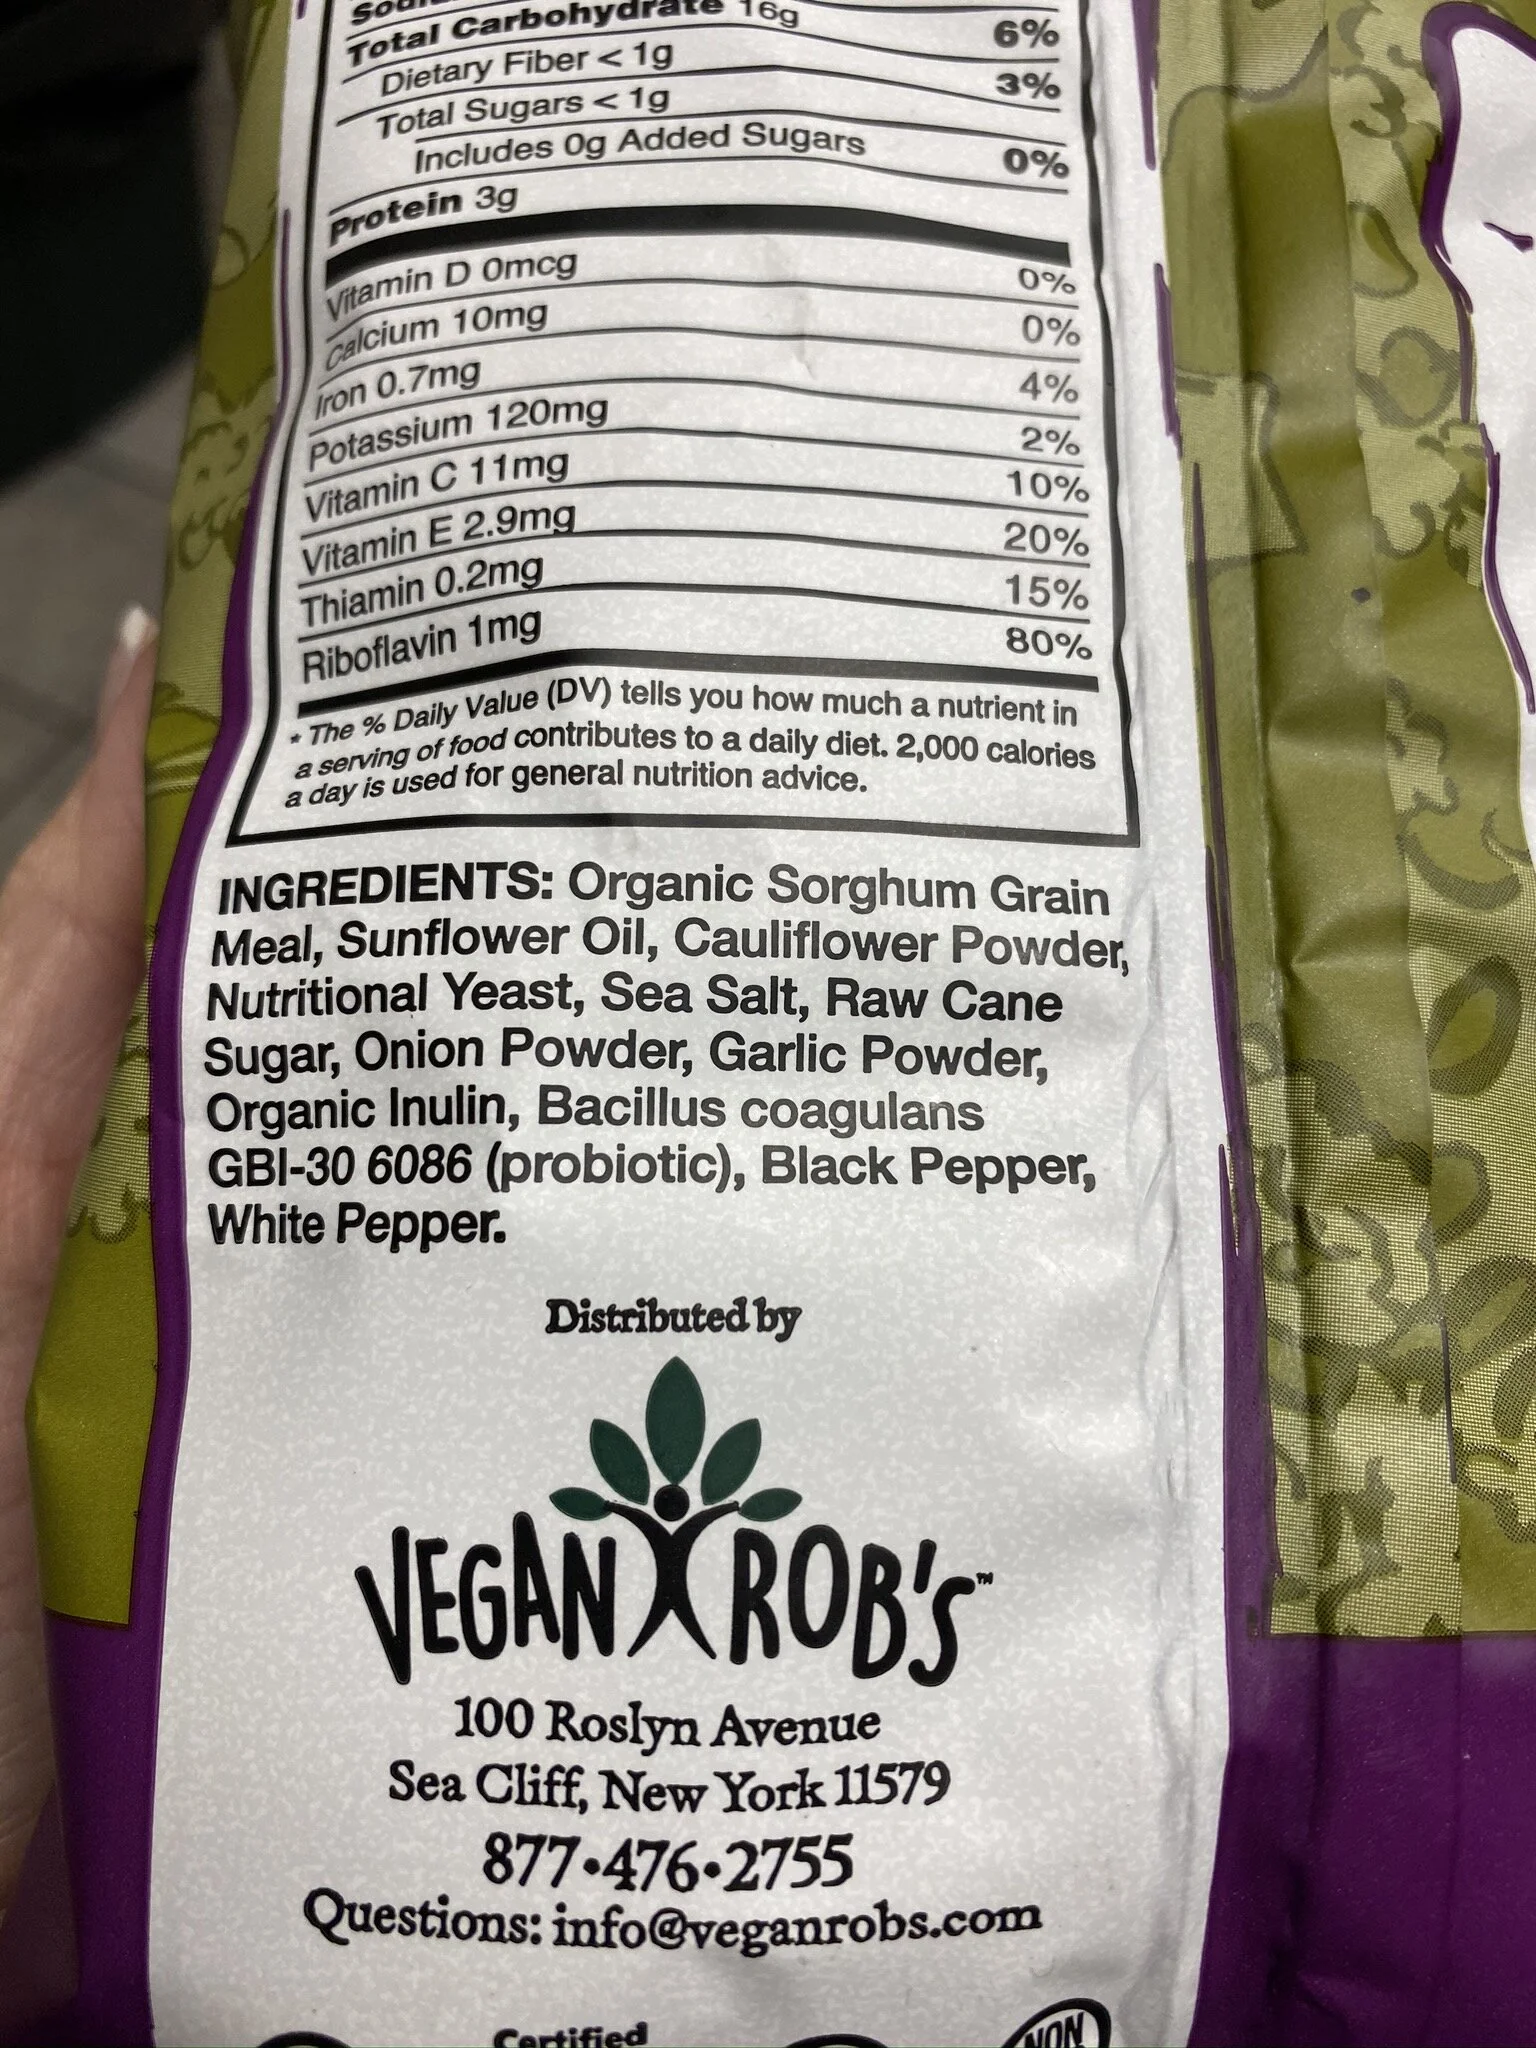 Total Carbohydrate 16g 6%
Dietary Fiber < 1g 3%
Total Sugars < 1g
Includes 0g Added Sugars 0%
Protein 3g
Vitamin D 0mcg 0%
Calcium 10mg 0%
Iron 0.7mg 4%
Potassium 120mg 2%
Vitamin C 11mg 10%
Vitamin E 2.9mg 20%
Thiamin 0.2mg 15%
Riboflavin 1mg 80%
* The % Daily Value (DV) tells you how much a nutrient in
a serving of food contributes to a daily diet. 2,000 calories
a day is used for general nutrition advice.
INGREDIENTS: Organic Sorghum Grain
Meal, Sunflower Oil, Cauliflower Powder,
Nutritional Yeast, Sea Salt, Raw Cane
Sugar, Onion Powder, Garlic Powder,
Organic Inulin, Bacillus coagulans
GBI-30 6086 (probiotic), Black Pepper,
White Pepper.
Distributed by
VEGAN ROB'S™
100 Roslyn Avenue
Sea Cliff, New York 11579
877•476•2755
Questions: info@veganrobs.com
Certified
NON